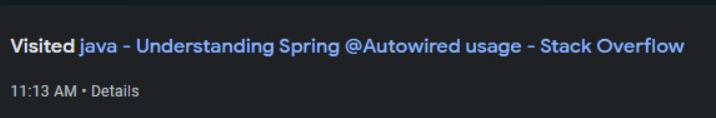 Visited java - Understanding Spring @Autowired usage - Stack Overflow
11:13 AM • Details